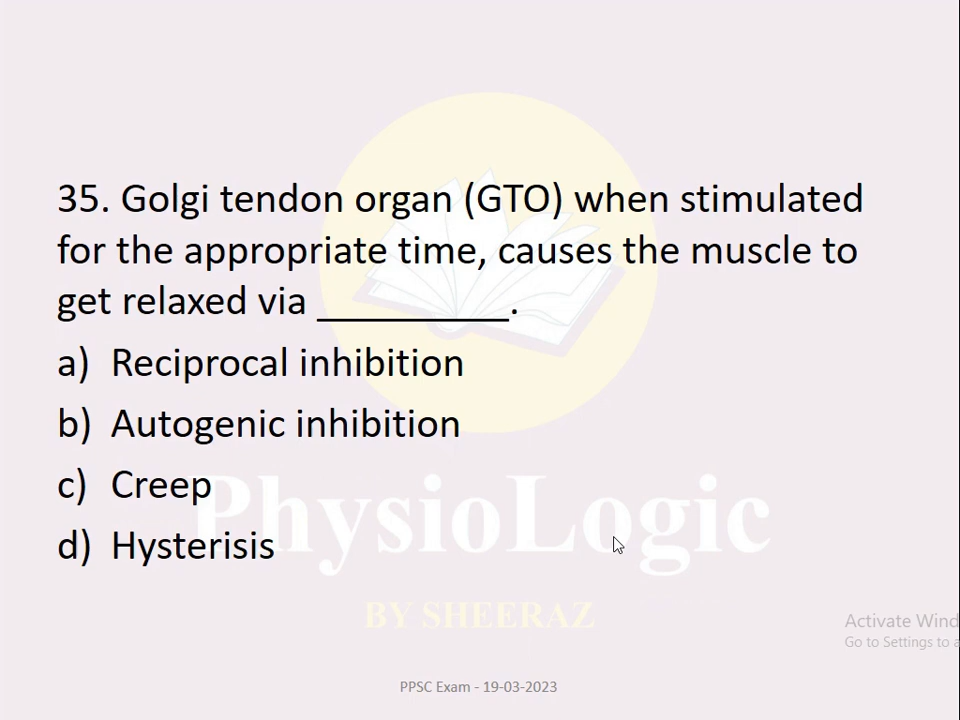 35. Golgi tendon organ (GTO) when stimulated
for the appropriate time, causes the muscle to
get relaxed via _________.
a) Reciprocal inhibition
b) Autogenic inhibition
c) Creep
d) Hysterisis
PhysioLogic
BY SHEERAZ
Activate Wind
Go to Settings to a
PPSC Exam - 19-03-2023